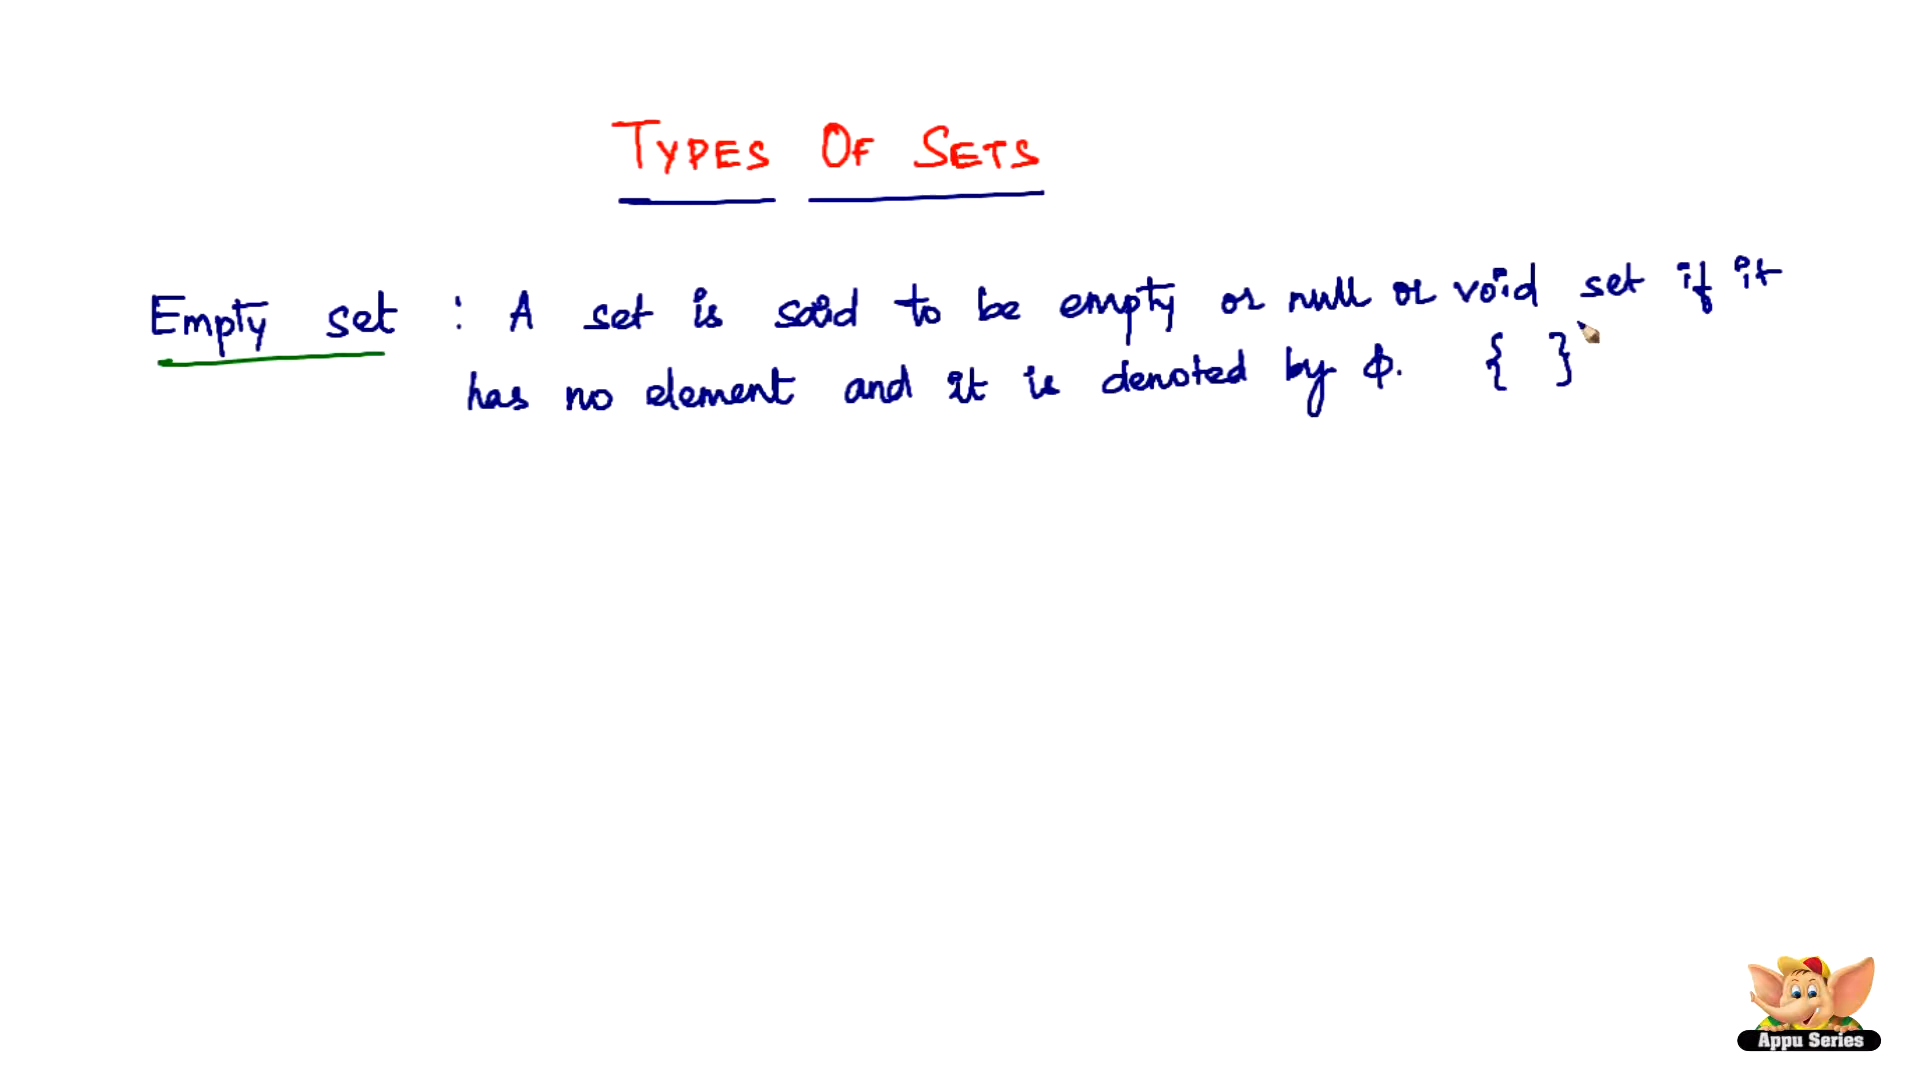 TYPES OF SETS
Empty set : A set is said to be empty or null or void set if it
has no element and it is denoted by ϕ. { }
Appu Series